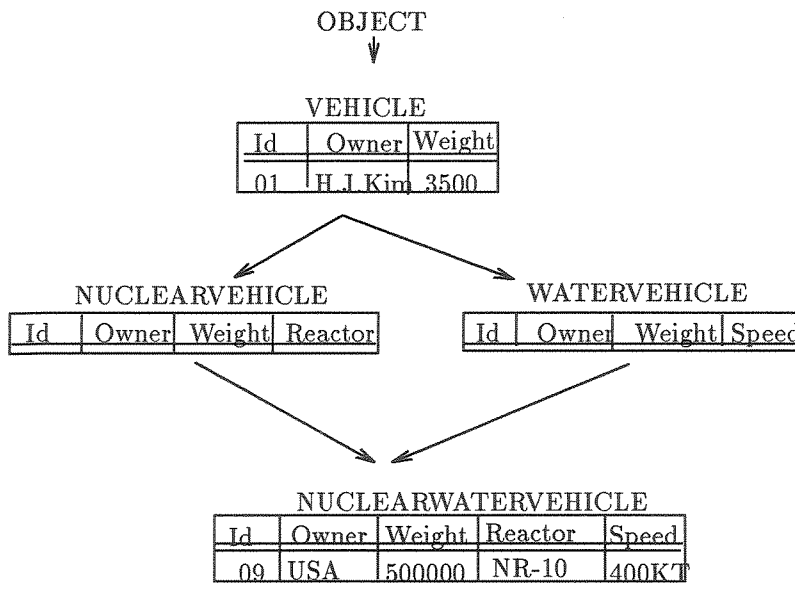 OBJECT
VEHICLE
Id Owner Weight
01 H.J.Kim 3500
NUCLEARVEHICLE
Id Owner Weight Reactor
WATERVEHICLE
Id Owner Weight Speed
NUCLEARWATERVEHICLE
Id Owner Weight Reactor Speed
09 USA 500000 NR-10 400KT